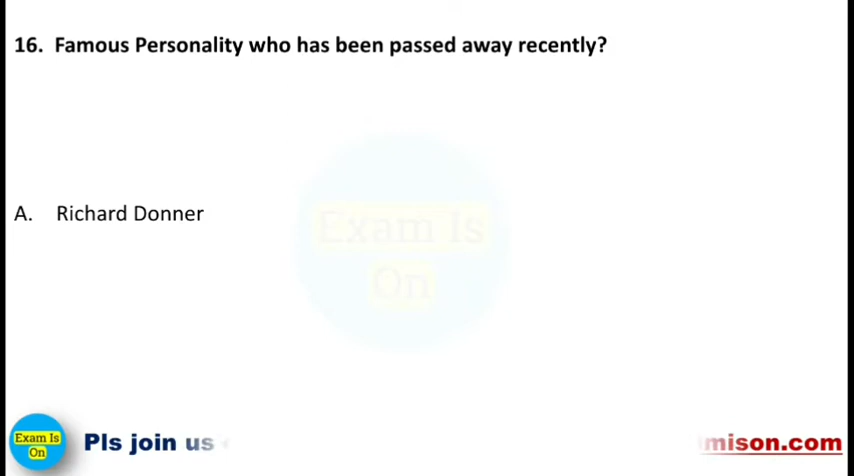 16. Famous Personality who has been passed away recently?
A. Richard Donner
Exam Is
On
Exam Is
On
Pls join us
mison.com